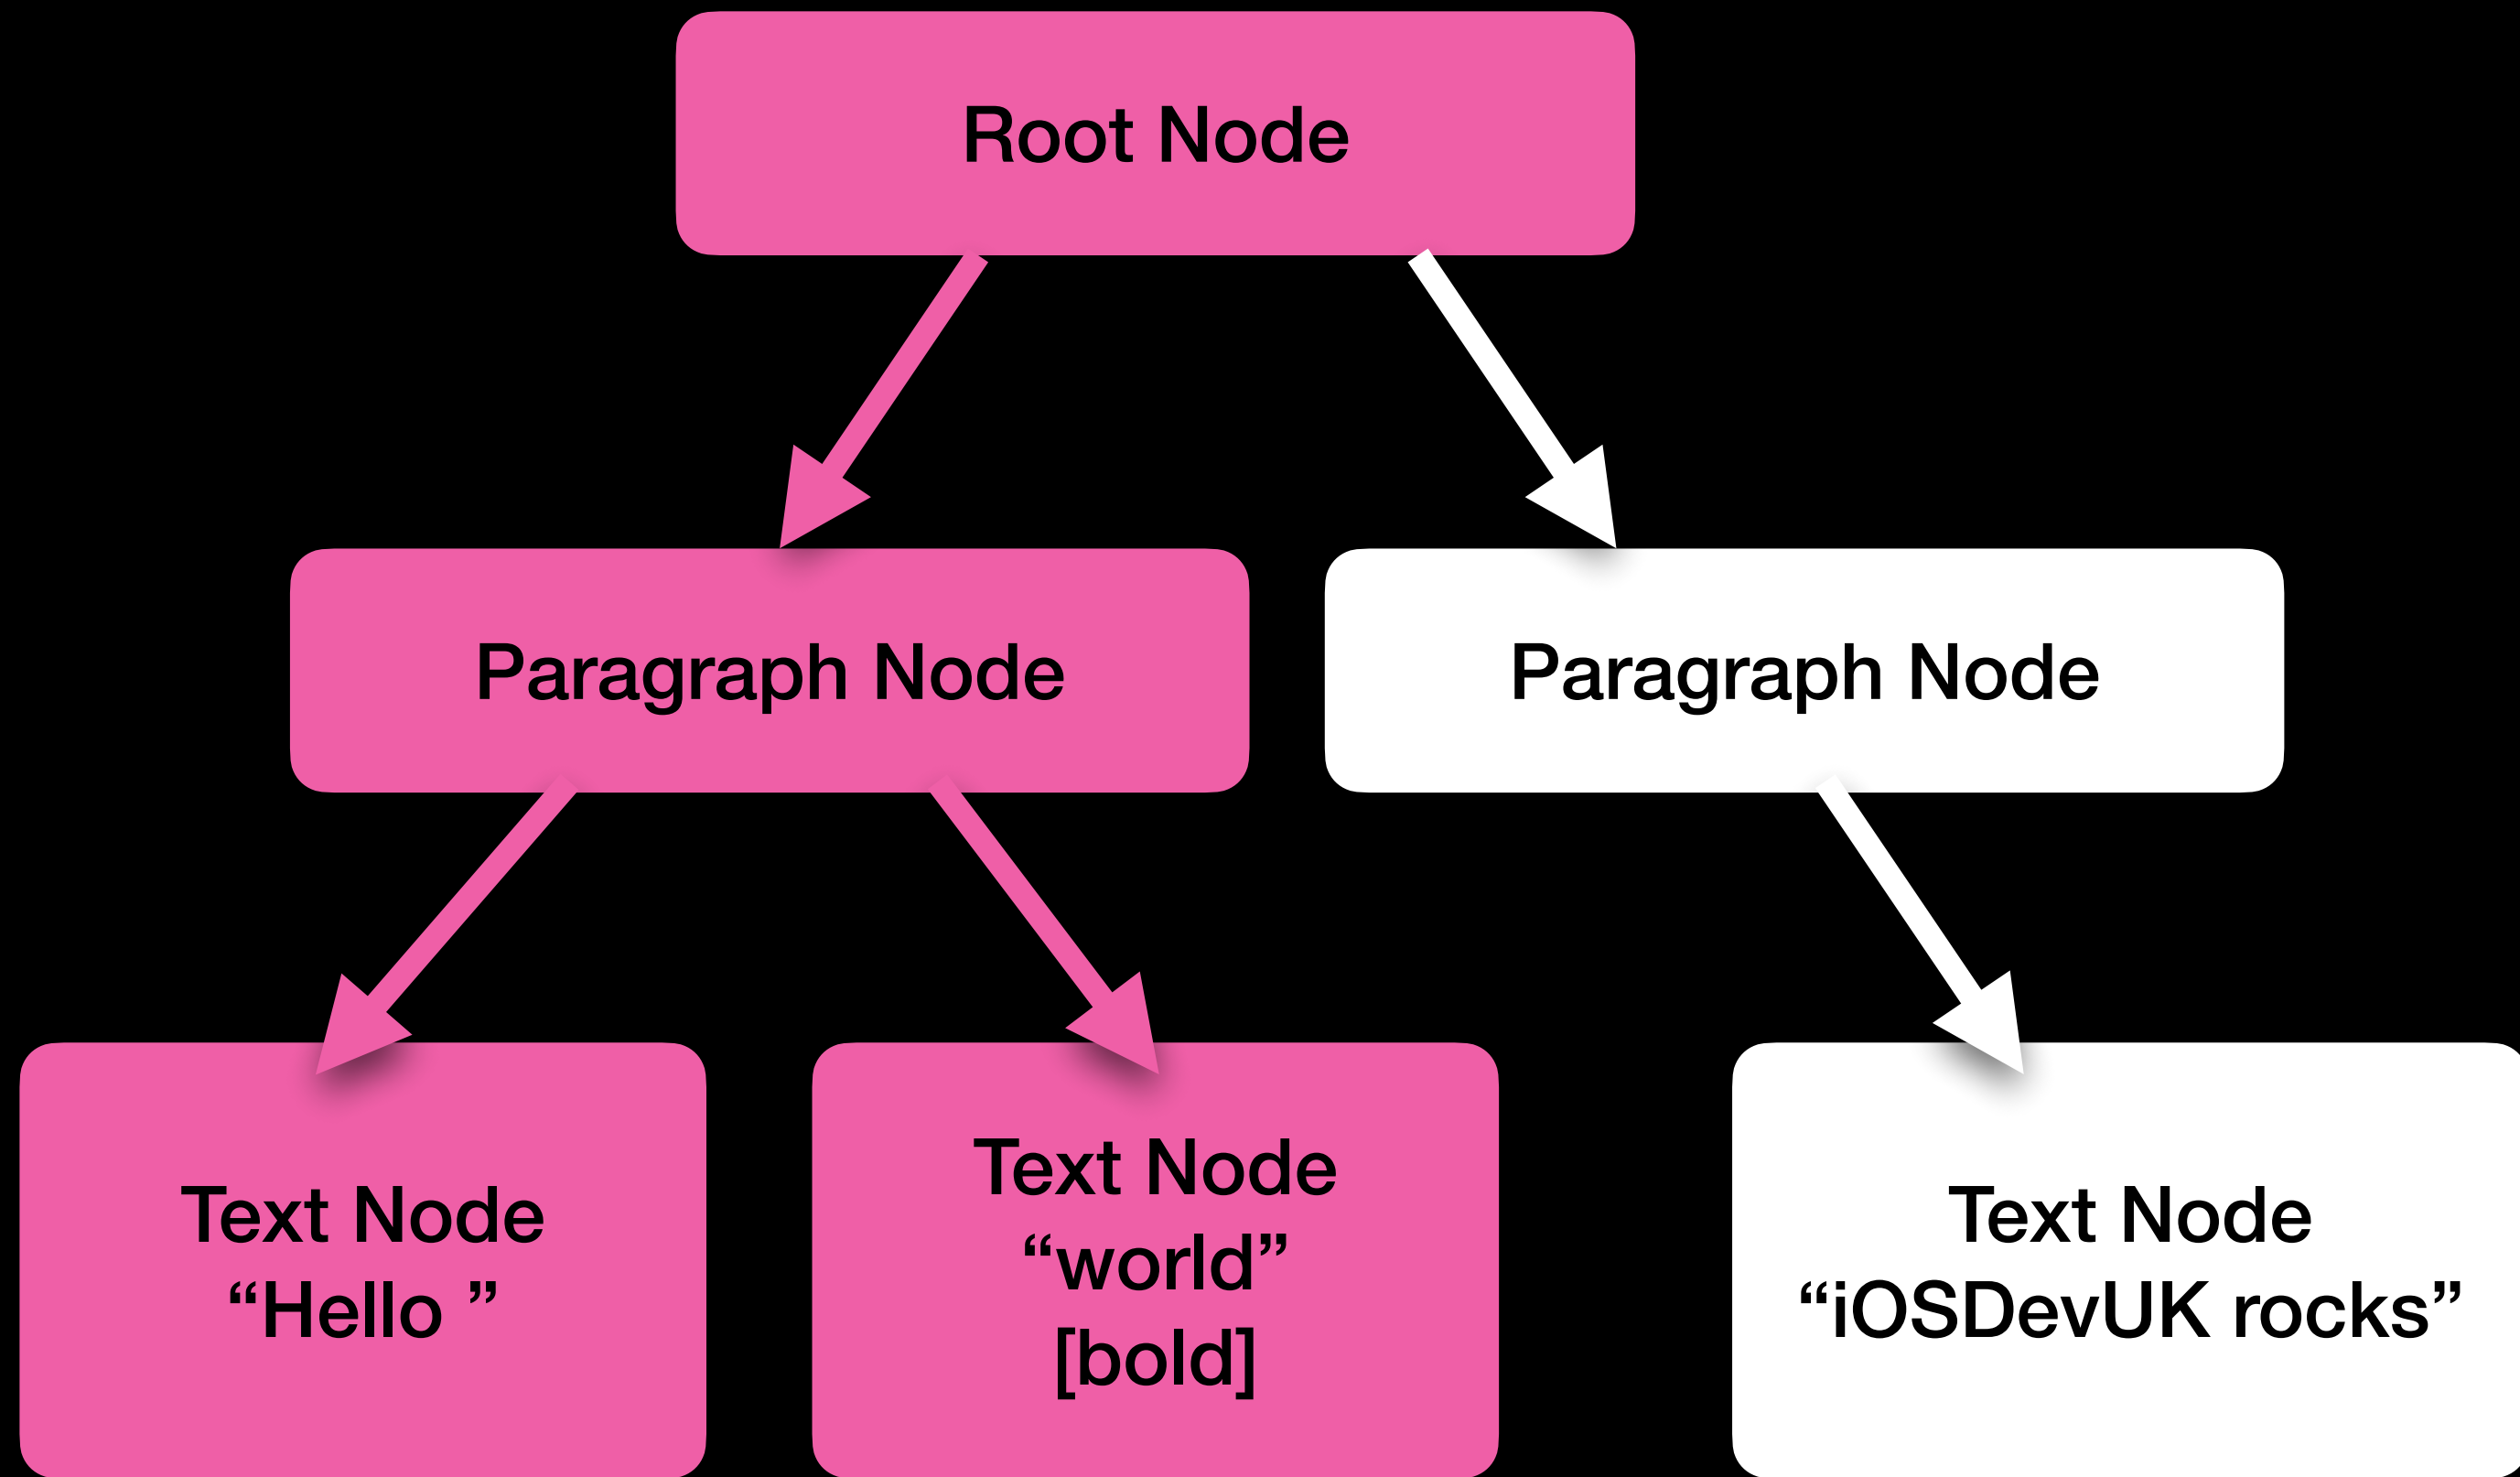 Root Node
Paragraph Node
Paragraph Node
Text Node
“Hello ”
Text Node
“world”
[bold]
Text Node
“iOSDevUK rocks”